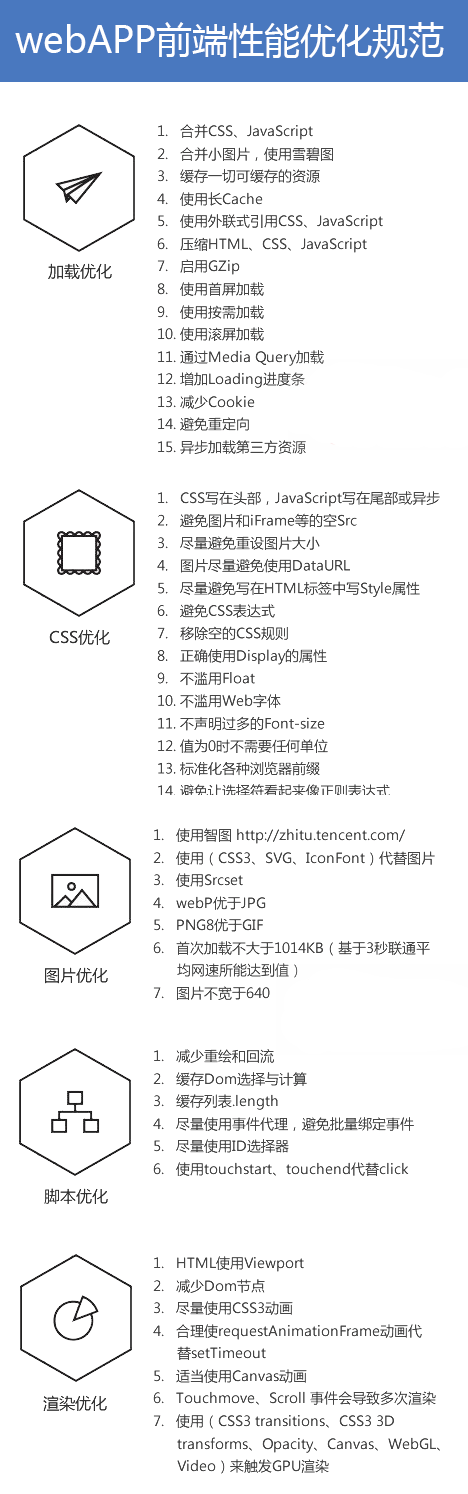 webAPP前端性能优化规范
1. 合并CSS、JavaScript
2. 合并小图片，使用雪碧图
3. 缓存一切可缓存的资源
4. 使用长Cache
5. 使用外联式引用CSS、JavaScript
6. 压缩HTML、CSS、JavaScript
7. 启用GZip
8. 使用首屏加载
9. 使用按需加载
10. 使用滚屏加载
11. 通过Media Query加载
12. 增加Loading进度条
13. 减少Cookie
14. 避免重定向
15. 异步加载第三方资源
加载优化
1. CSS写在头部，JavaScript写在尾部或异步
2. 避免图片和iFrame等的空Src
3. 尽量避免重设图片大小
4. 图片尽量避免使用DataURL
5. 尽量避免写在HTML标签中写Style属性
6. 避免CSS表达式
7. 移除空的CSS规则
8. 正确使用Display的属性
9. 不滥用Float
10. 不滥用Web字体
11. 不声明过多的Font-size
12. 值为0时不需要任何单位
13. 标准化各种浏览器前缀
14. 避免让选择符看起来像正则表达式
CSS优化
1. 使用智图 http://zhitu.tencent.com/
2. 使用（CSS3、SVG、IconFont）代替图片
3. 使用Srcset
4. webP优于JPG
5. PNG8优于GIF
6. 首次加载不大于1014KB（基于3秒联通平
均网速所能达到值）
7. 图片不宽于640
图片优化
1. 减少重绘和回流
2. 缓存Dom选择与计算
3. 缓存列表.length
4. 尽量使用事件代理，避免批量绑定事件
5. 尽量使用ID选择器
6. 使用touchstart、touchend代替click
脚本优化
1. HTML使用Viewport
2. 减少Dom节点
3. 尽量使用CSS3动画
4. 合理使requestAnimationFrame动画代
替setTimeout
5. 适当使用Canvas动画
6. Touchmove、Scroll 事件会导致多次渲染
7. 使用（CSS3 transitions、CSS3 3D
transforms、Opacity、Canvas、WebGL、
Video）来触发GPU渲染
渲染优化